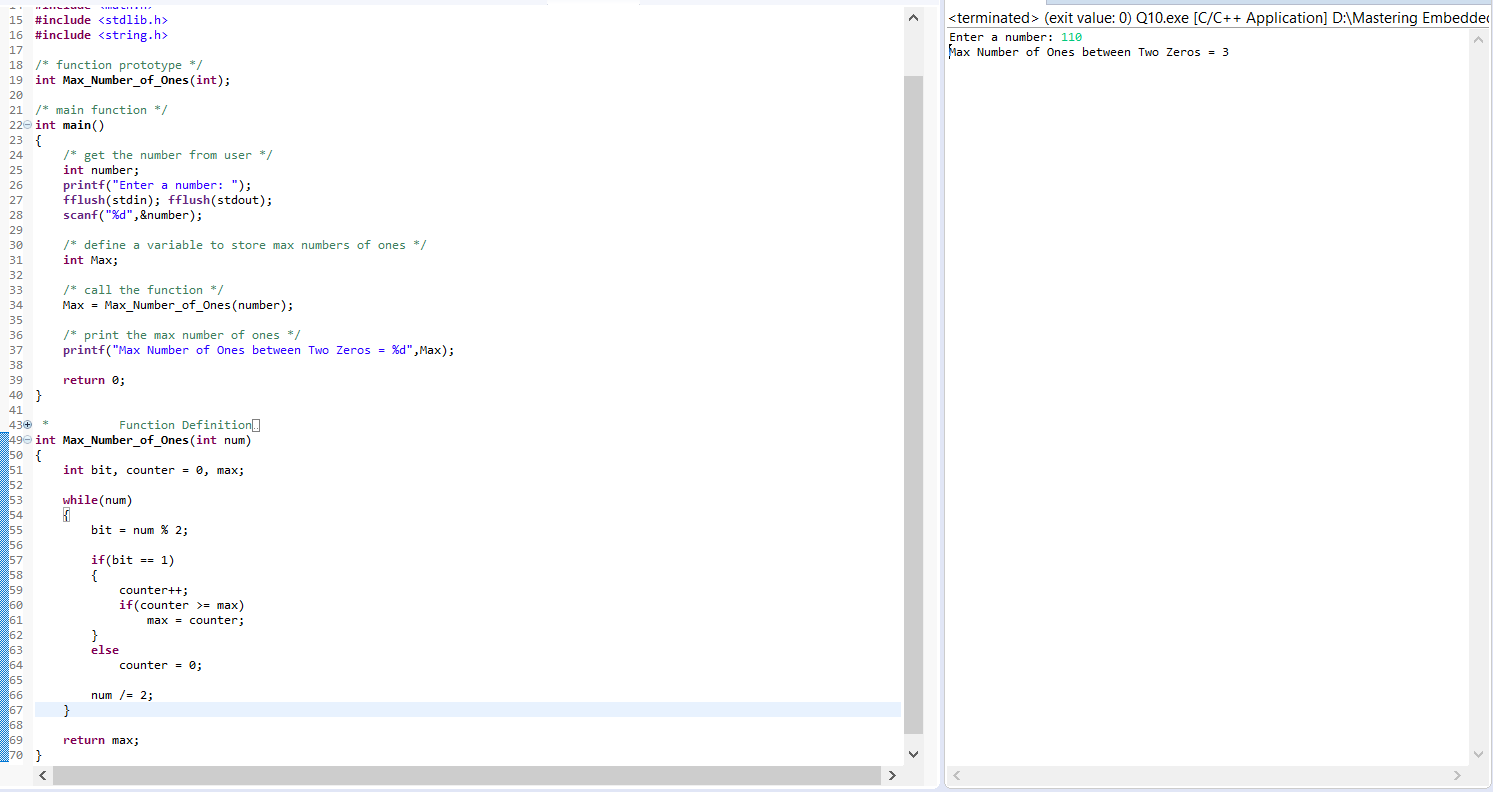 15 #include <stdlib.h>
16 #include <string.h>
17
18 /* function prototype */
19 int Max_Number_of_Ones(int);
20
21 /* main function */
22 int main()
23 {
24     /* get the number from user */
25     int number;
26     printf("Enter a number: ");
27     fflush(stdin); fflush(stdout);
28     scanf("%d",&number);
29
30     /* define a variable to store max numbers of ones */
31     int Max;
32
33     /* call the function */
34     Max = Max_Number_of_Ones(number);
35
36     /* print the max number of ones */
37     printf("Max Number of Ones between Two Zeros = %d",Max);
38
39     return 0;
40 }
41
43 *          Function Definition
49 int Max_Number_of_Ones(int num)
50 {
51     int bit, counter = 0, max;
52
53     while(num)
54     {
55         bit = num % 2;
56
57         if(bit == 1)
58         {
59             counter++;
60             if(counter >= max)
61                 max = counter;
62         }
63         else
64             counter = 0;
65
66         num /= 2;
67     }
68
69     return max;
70 }
<terminated> (exit value: 0) Q10.exe [C/C++ Application] D:\Mastering Embedded
Enter a number: 110
Max Number of Ones between Two Zeros = 3